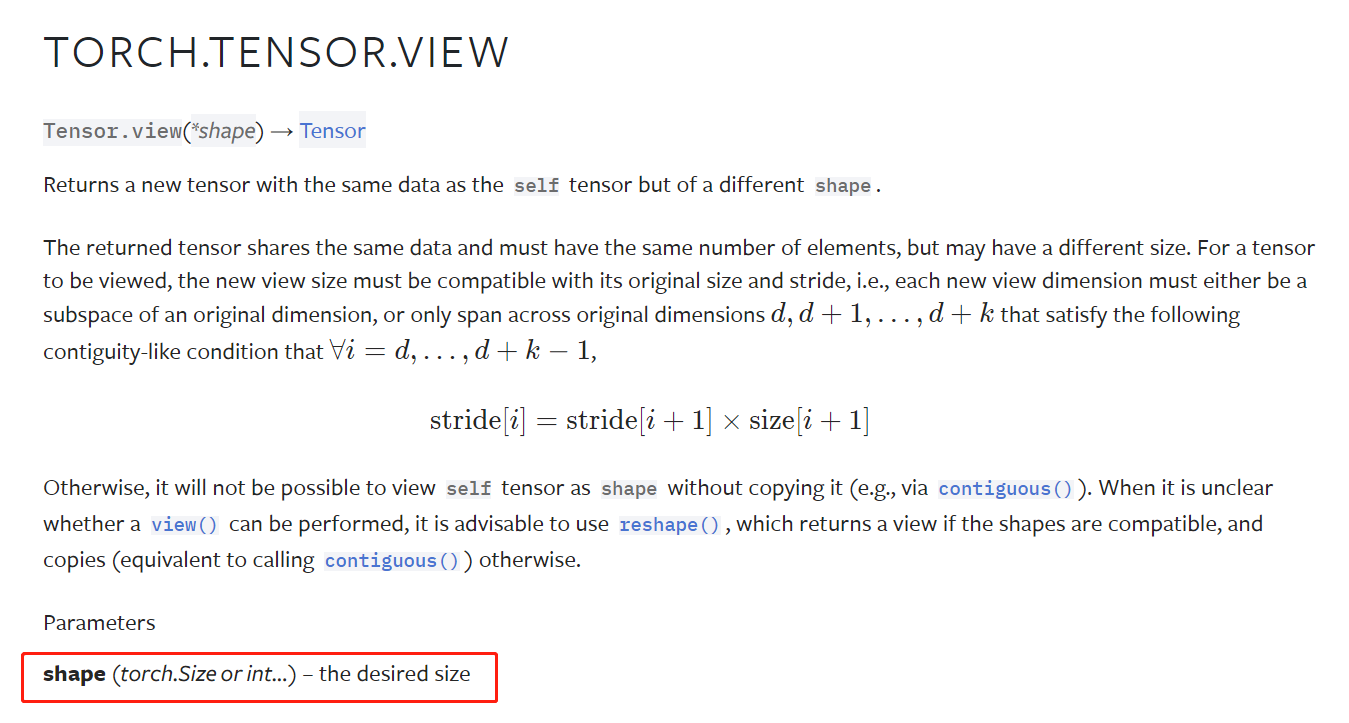 TORCH.TENSOR.VIEW
Tensor.view(*shape) → Tensor
Returns a new tensor with the same data as the self tensor but of a different shape.
The returned tensor shares the same data and must have the same number of elements, but may have a different size. For a tensor
to be viewed, the new view size must be compatible with its original size and stride, i.e., each new view dimension must either be a
subspace of an original dimension, or only span across original dimensions d, d + 1, . . . , d + k that satisfy the following
contiguity-like condition that ∀i = d, . . . , d + k − 1,
stride[i] = stride[i + 1] × size[i + 1]
Otherwise, it will not be possible to view self tensor as shape without copying it (e.g., via contiguous()). When it is unclear
whether a view() can be performed, it is advisable to use reshape(), which returns a view if the shapes are compatible, and
copies (equivalent to calling contiguous()) otherwise.
Parameters
shape (torch.Size or int...) – the desired size